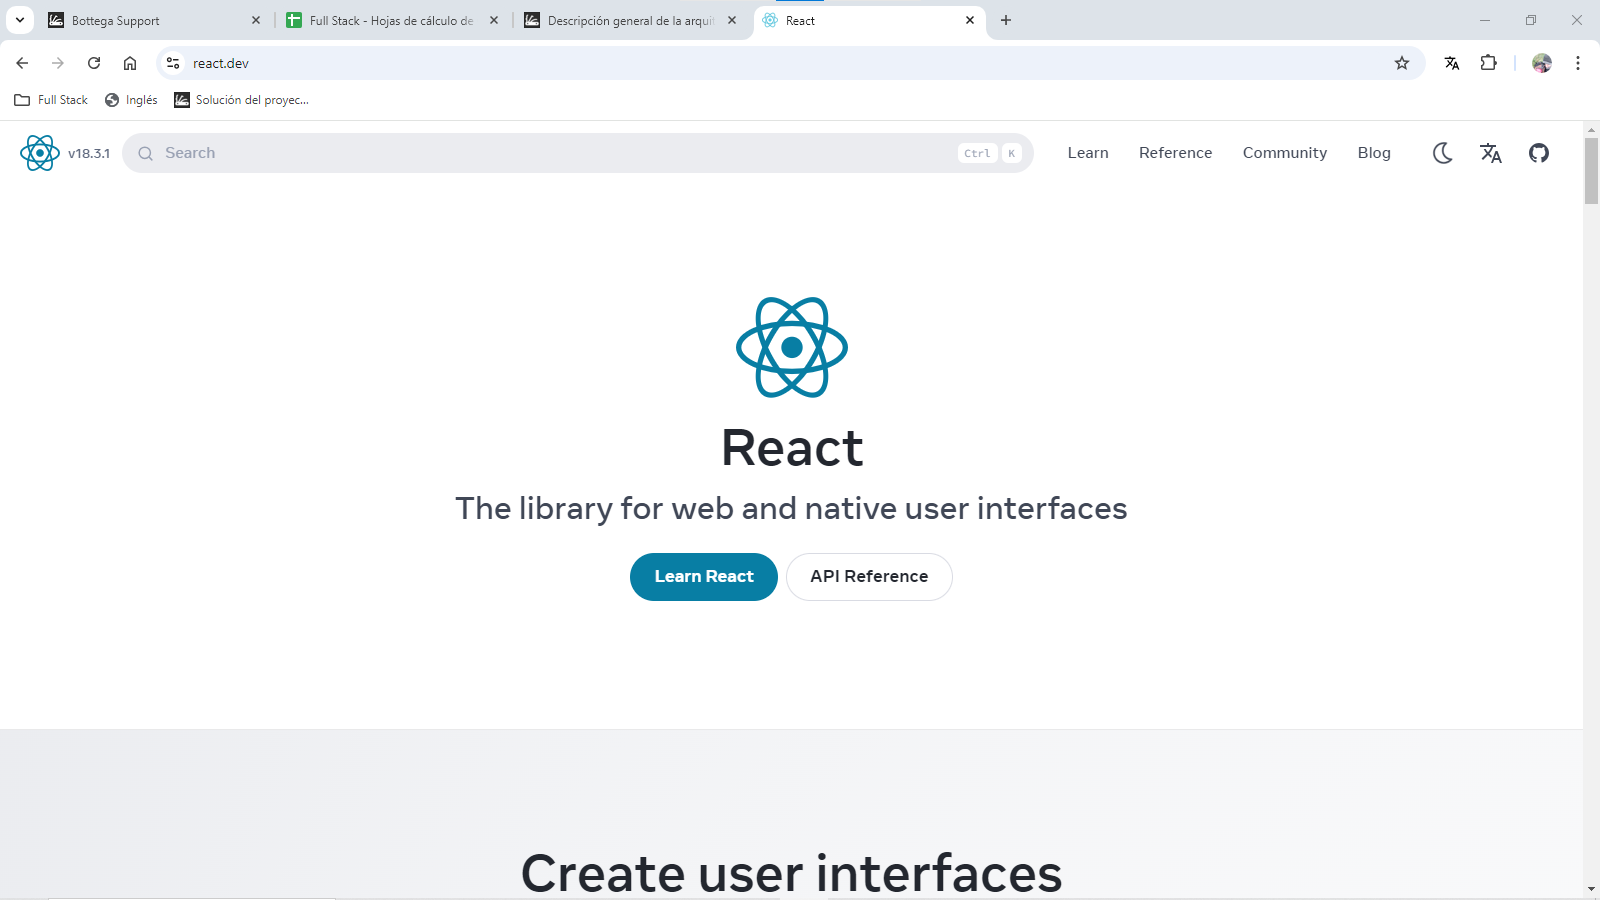 Bottega Support
Full Stack - Hojas de cálculo de
Descripción general de la arqui
React
react.dev
Full Stack
Inglés
Solución del proyec...
v18.3.1
Search
Ctrl K
Learn
Reference
Community
Blog
React
The library for web and native user interfaces
Learn React
API Reference
Create user interfaces